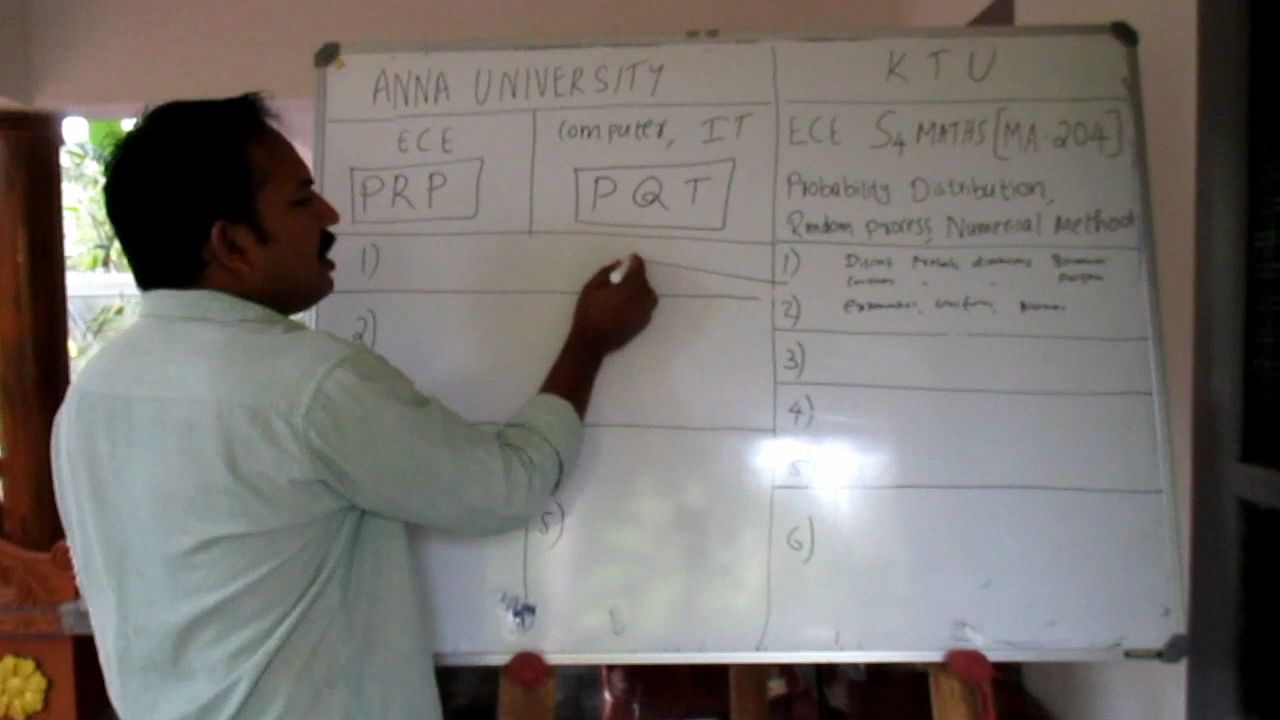 ANNA UNIVERSITY
ECE
PRP
Computer, IT
PQT
1)
2)
5)
KTU
ECE S4 MATHS [MA-204]
Probability Distribution,
Random process, Numerical Method
1)
2)
3)
4)
5)
6)